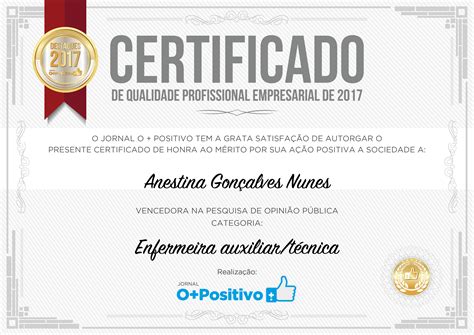 DESTAQUES
2017
CERTIFICADO
DE QUALIDADE PROFISSIONAL EMPRESARIAL DE 2017
O JORNAL O + POSITIVO TEM A GRATA SATISFAÇÃO DE AUTORGAR O
PRESENTE CERTIFICADO DE HONRA AO MÉRITO POR SUA AÇÃO POSITIVA A SOCIEDADE A:
Anestina Gonçalves Nunes
VENCEDORA NA PESQUISA DE OPINIÃO PÚBLICA
CATEGORIA:
Enfermeira auxiliar/técnica
Realização:
JORNAL
O+Positivo